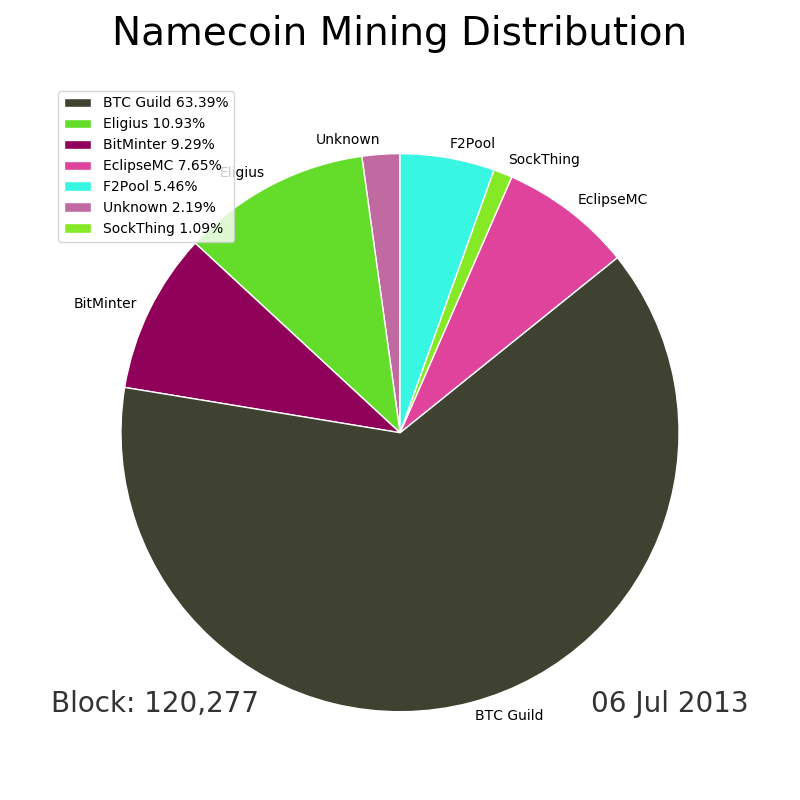 Namecoin Mining Distribution
BTC Guild 63.39%
Eligius 10.93%
BitMinter 9.29%
EclipseMC 7.65%
F2Pool 5.46%
Unknown 2.19%
SockThing 1.09%
Unknown
F2Pool
SockThing
Eligius
EclipseMC
BitMinter
Block: 120,277
06 Jul 2013
BTC Guild